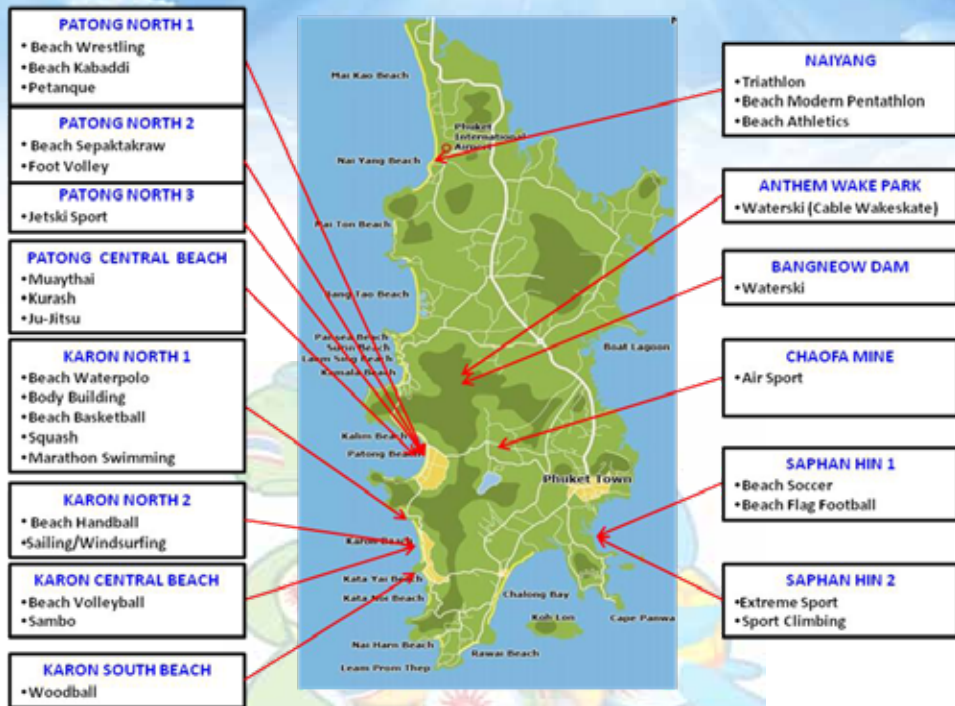 PATONG NORTH 1
• Beach Wrestling
• Beach Kabaddi
• Petanque
PATONG NORTH 2
• Beach Sepaktakraw
• Foot Volley
PATONG NORTH 3
• Jetski Sport
PATONG CENTRAL BEACH
• Muaythai
• Kurash
• Ju-Jitsu
KARON NORTH 1
• Beach Waterpolo
• Body Building
• Beach Basketball
• Squash
• Marathon Swimming
KARON NORTH 2
• Beach Handball
• Sailing/Windsurfing
KARON CENTRAL BEACH
• Beach Volleyball
• Sambo
KARON SOUTH BEACH
• Woodball
Mai Kao Beach
Phuket
International
Airport
Nai Yang Beach
Mai Ton Beach
Bang Tao Beach
Pansea Beach
Surin Beach
Laem Sing Beach
Kamala Beach
Boat Lagoon
Kalim Beach
Patong Beach
Phuket Town
Karon Beach
Kata Yai Beach
Kata Noi Beach
Chalong Bay
Koh Lon
Cape Panwa
Nai Harn Beach
Rawai Beach
Leam Prom Thep
NAIYANG
• Triathlon
• Beach Modern Pentathlon
• Beach Athletics
ANTHEM WAKE PARK
• Waterski (Cable Wakeskate)
BANGNEOW DAM
• Waterski
CHAOFA MINE
• Air Sport
SAPHAN HIN 1
• Beach Soccer
• Beach Flag Football
SAPHAN HIN 2
• Extreme Sport
• Sport Climbing